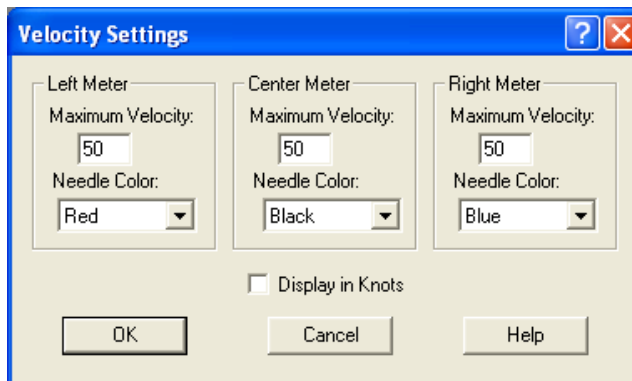 Velocity Settings
Left Meter
Maximum Velocity:
50
Needle Color:
Red
Center Meter
Maximum Velocity:
50
Needle Color:
Black
Right Meter
Maximum Velocity:
50
Needle Color:
Blue
Display in Knots
OK
Cancel
Help